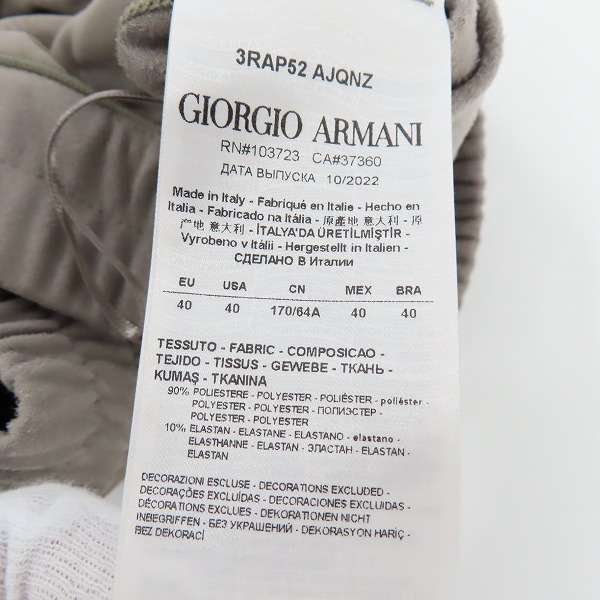 3RAP52 AJQNZ
GIORGIO ARMANI
RN#103723 CA#37360
ДАТА ВЫПУСКА 10/2022
Made in Italy - Fabriqué en Italie - Hecho en
Italia - Fabricado na Itália - 原產地 意大利 - 原
产地 意大利 - İTALYA'DA ÜRETİLMİŞTİR -
Vyrobeno v Itálii - Hergestellt in Italien -
СДЕЛАНО В Италии
EU USA CN MEX BRA
40 40 170/64A 40 40
TESSUTO - FABRIC - COMPOSICAO -
TEJIDO - TISSUS - GEWEBE - ТКАНЬ -
KUMAŞ - TKANINA
90% POLIESTERE - POLYESTER - POLIÉSTER - poliéster -
POLYESTER - POLYESTER - ПОЛИЭСТЕР -
POLYESTER - POLYESTER
10% ELASTAN - ELASTANE - ELASTANO - elastano -
ELASTHANNE - ELASTAN - ЭЛАСТАН - ELASTAN -
ELASTAN
DECORAZIONI ESCLUSE - DECORATIONS EXCLUDED -
DECORAÇÕES EXCLUÍDAS - DECORACIONES EXCLUIDAS -
DÉCORATIONS EXCLUES - DEKORATIONEN NICHT
INBEGRIFFEN - БЕЗ УКРАШЕНИЙ - DEKORASYON HARİÇ -
BEZ DEKORACÍ